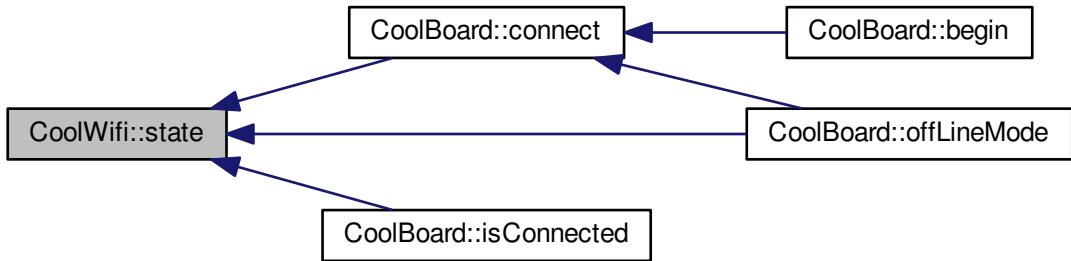 CoolBoard::connect
CoolBoard::begin
CoolWifi::state
CoolBoard::offLineMode
CoolBoard::isConnected